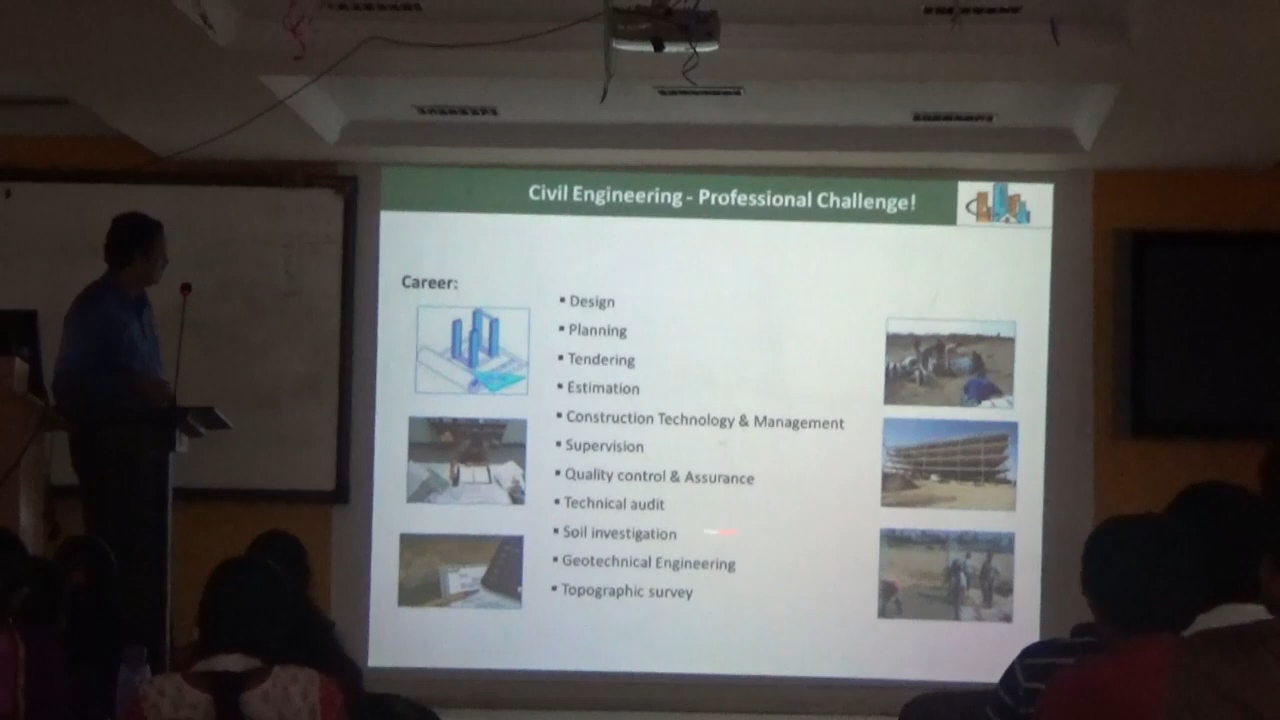 Civil Engineering - Professional Challenge!
Career:
▪ Design
▪ Planning
▪ Tendering
▪ Estimation
▪ Construction Technology & Management
▪ Supervision
▪ Quality control & Assurance
▪ Technical audit
▪ Soil investigation
▪ Geotechnical Engineering
▪ Topographic survey